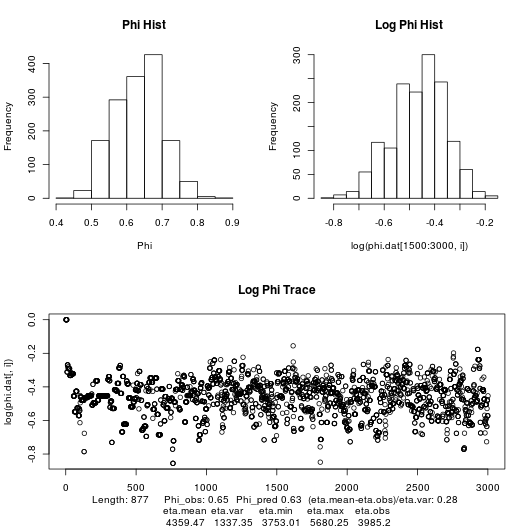 Phi Hist
Log Phi Hist
Frequency
0 100 200 300 400
0.4 0.5 0.6 0.7 0.8 0.9
Phi
Frequency
0 50 150 200 300
-0.8 -0.6 -0.4 -0.2
log(phi.dat[1500:3000, i])
Log Phi Trace
log(phi.dat[, i])
-0.8 -0.6 -0.4 -0.2 0.0
0 500 1000 1500 2000 2500 3000
Length: 877 Phi_obs: 0.65 Phi_pred 0.63 (eta.mean-eta.obs)/eta.var: 0.28
eta.mean eta.var eta.min eta.max eta.obs
4359.47 1337.35 3753.01 5680.25 3985.2